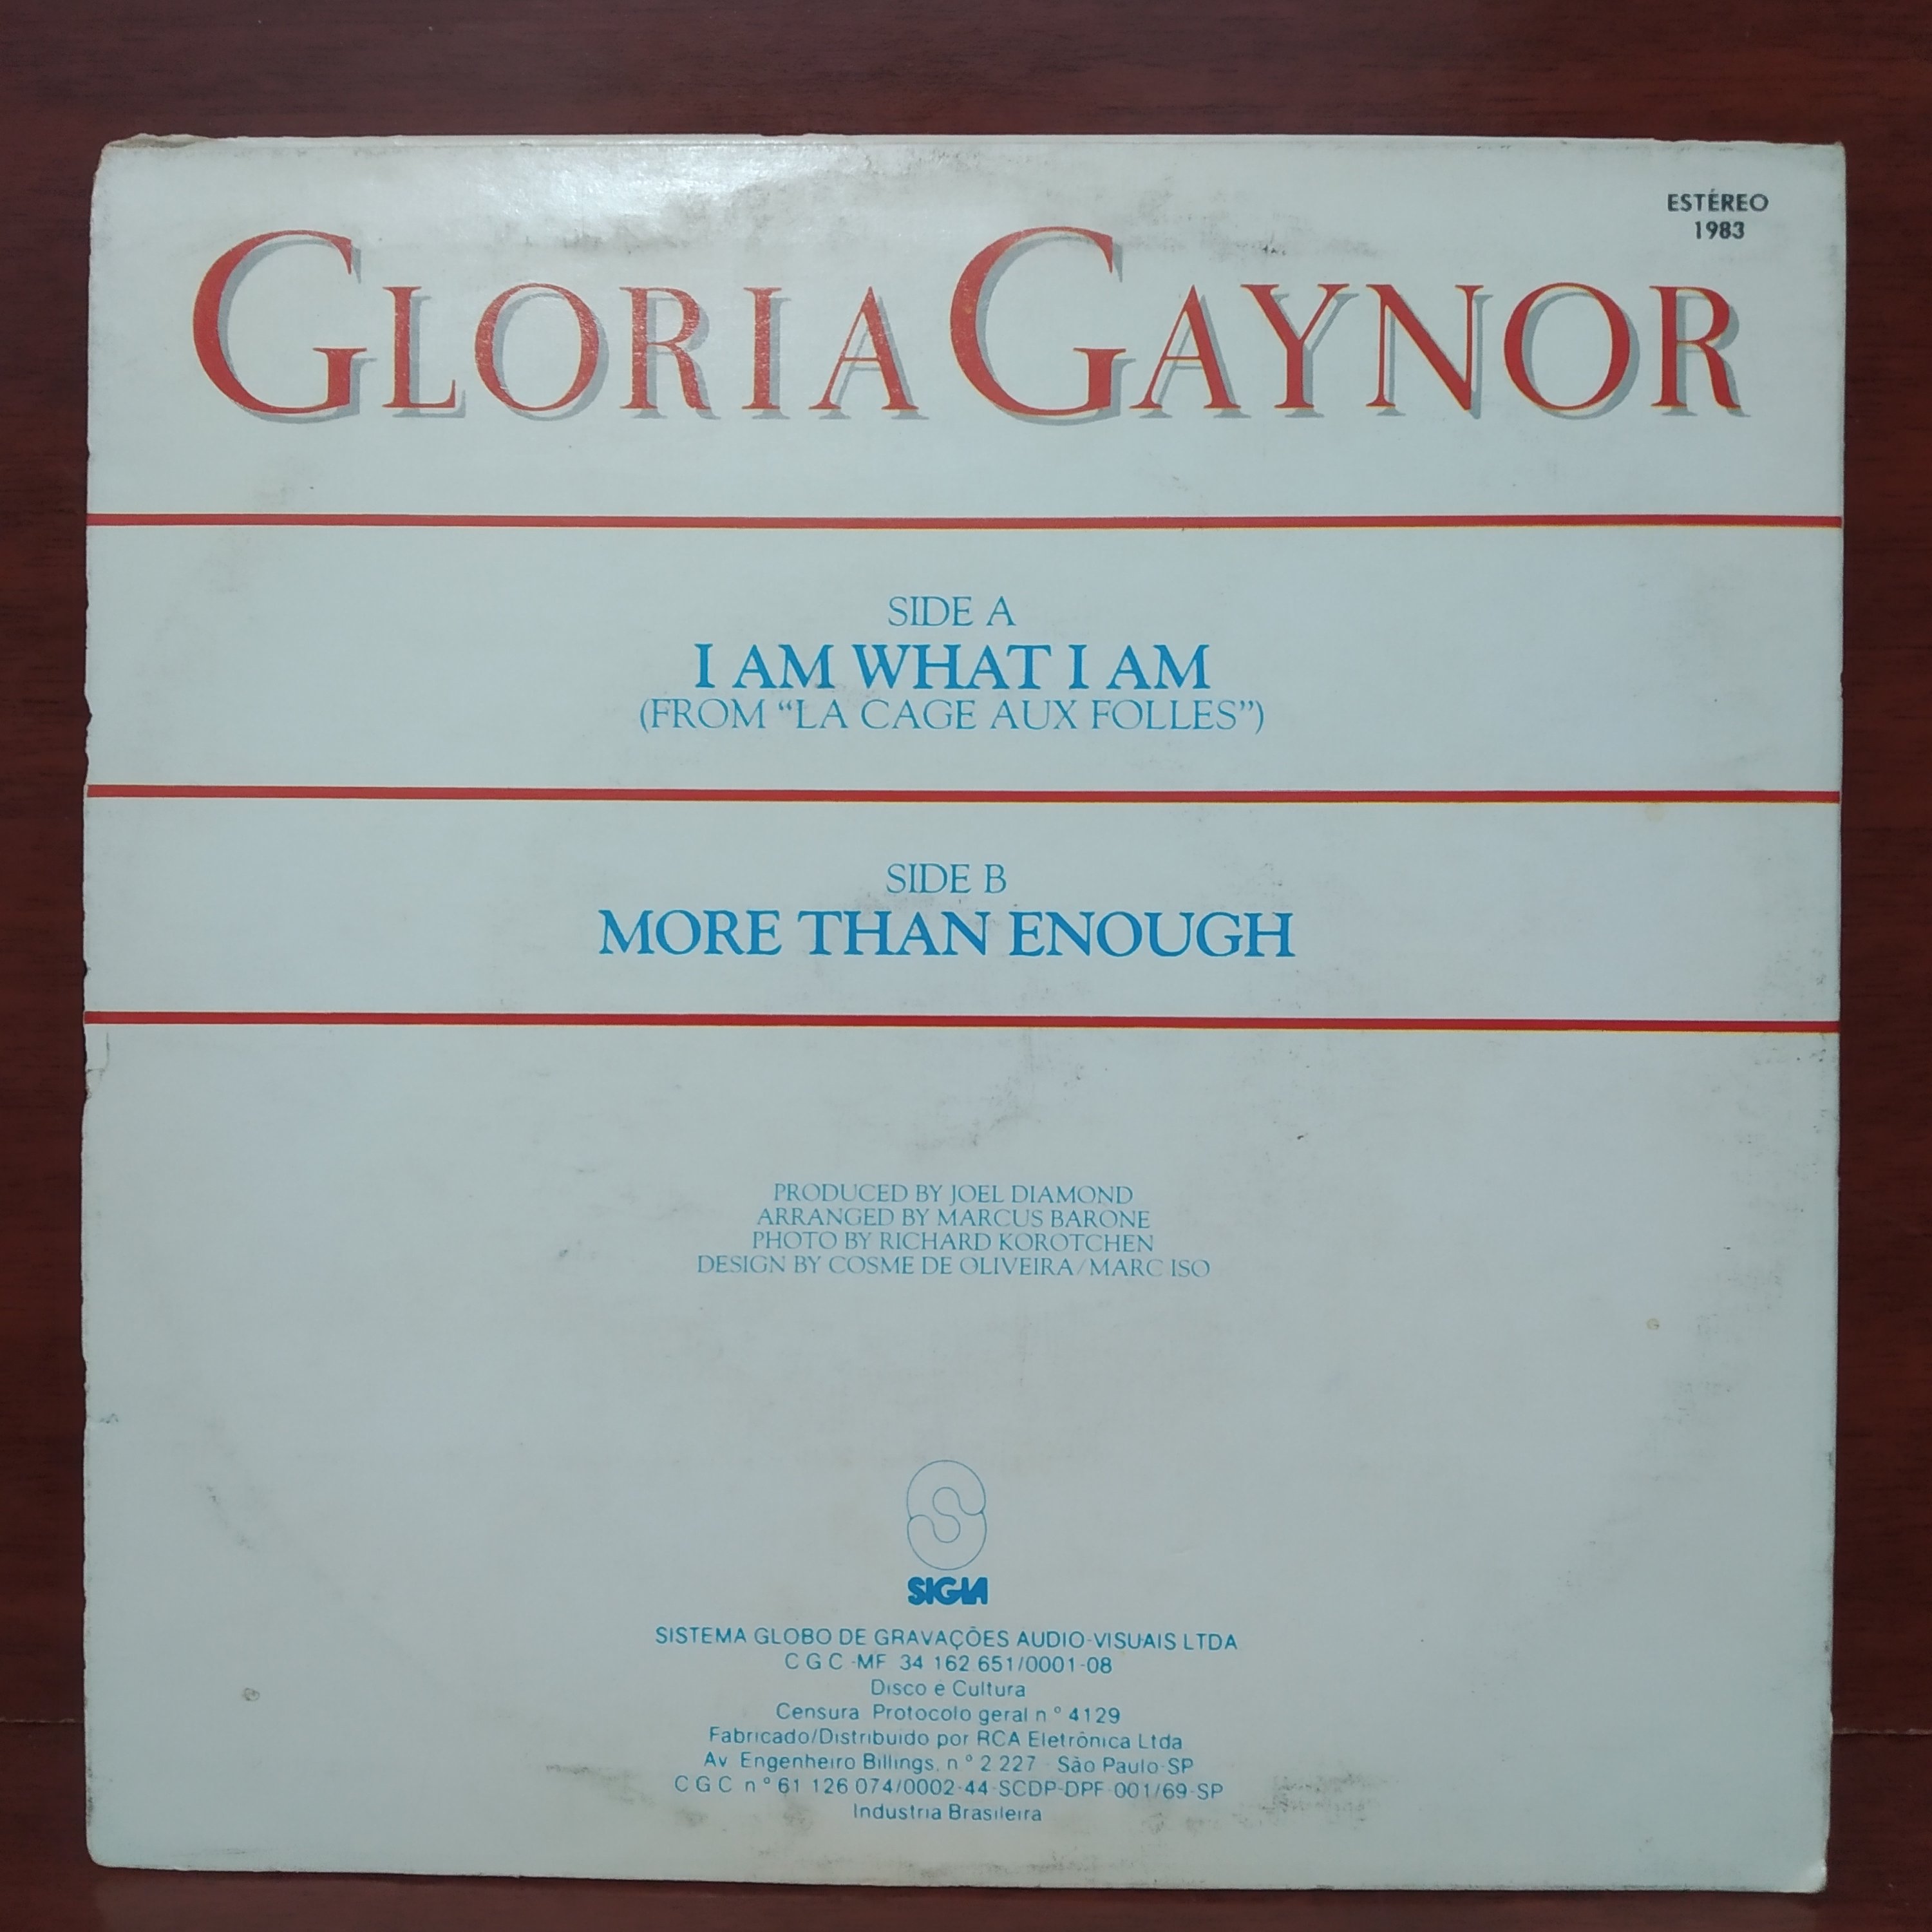 ESTÉREO
1983
GLORIA GAYNOR
SIDE A
I AM WHAT I AM
(FROM “LA CAGE AUX FOLLES”)
SIDE B
MORE THAN ENOUGH
PRODUCED BY JOEL DIAMOND
ARRANGED BY MARCUS BARONE
PHOTO BY RICHARD KOROTCHEN
DESIGN BY COSME DE OLIVEIRA/MARC ISO
SIGLA
SISTEMA GLOBO DE GRAVAÇÕES AUDIO-VISUAIS LTDA
C G C -MF 34 162 651/0001-08
Disco é Cultura
Censura Protocolo geral n º 4129
Fabricado/Distribuido por RCA Eletrônica Ltda
Av Engenheiro Billings, n º 2 227 - São Paulo-SP
C G C n º 61 126 074/0002-44-SCDP-DPF 001/69-SP
Industria Brasileira